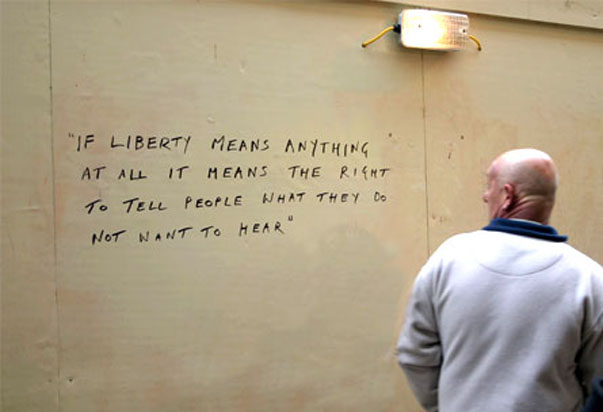 "IF LIBERTY MEANS ANYTHING
AT ALL IT MEANS THE RIGHT
TO TELL PEOPLE WHAT THEY DO
NOT WANT TO HEAR"